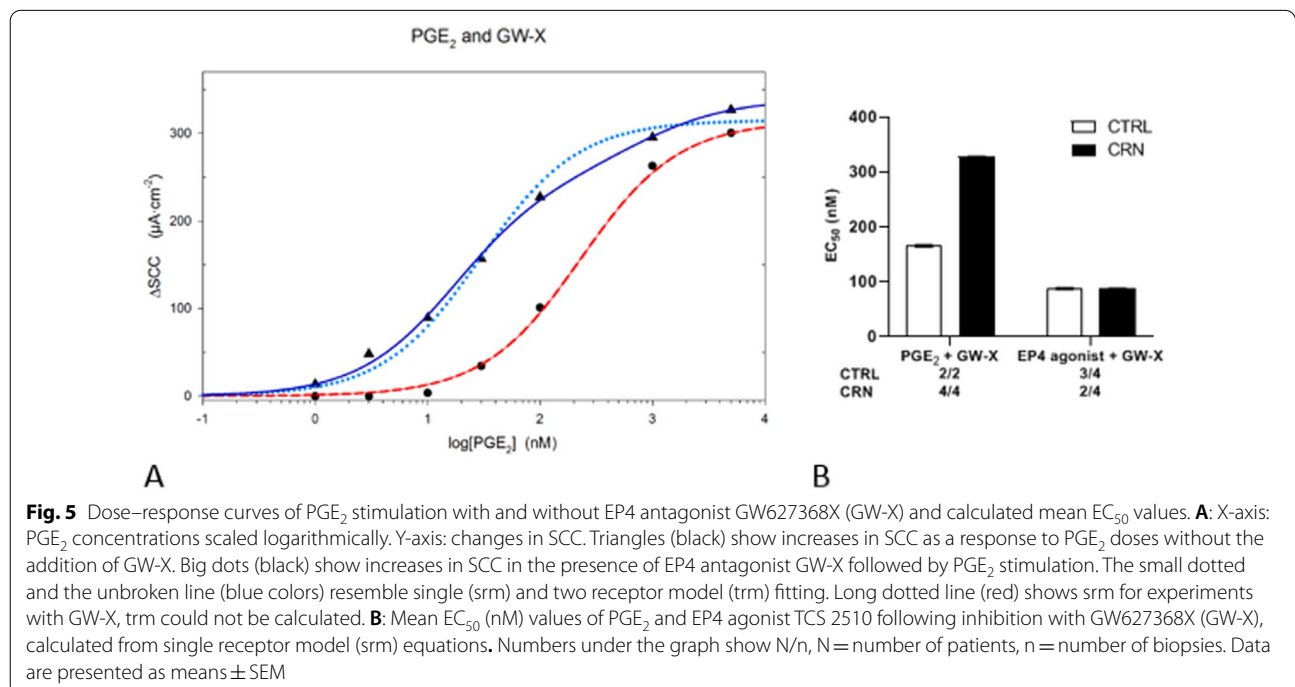 PGE₂ and GW-X
300
200
100
0
ΔSCC (µA·cm⁻²)
-1 0 1 2 3 4
log[PGE₂] (nM)
A
400
300
200
100
0
EC₅₀ (nM)
CTRL
CRN
PGE₂ + GW-X EP4 agonist + GW-X
CTRL 2/2 3/4
CRN 4/4 2/4
B
Fig. 5 Dose–response curves of PGE₂ stimulation with and without EP4 antagonist GW627368X (GW-X) and calculated mean EC₅₀ values. A: X-axis:
PGE₂ concentrations scaled logarithmically. Y-axis: changes in SCC. Triangles (black) show increases in SCC as a response to PGE₂ doses without the
addition of GW-X. Big dots (black) show increases in SCC in the presence of EP4 antagonist GW-X followed by PGE₂ stimulation. The small dotted
and the unbroken line (blue colors) resemble single (srm) and two receptor model (trm) fitting. Long dotted line (red) shows srm for experiments
with GW-X, trm could not be calculated. B: Mean EC₅₀ (nM) values of PGE₂ and EP4 agonist TCS 2510 following inhibition with GW627368X (GW-X),
calculated from single receptor model (srm) equations. Numbers under the graph show N/n, N = number of patients, n = number of biopsies. Data
are presented as means ± SEM